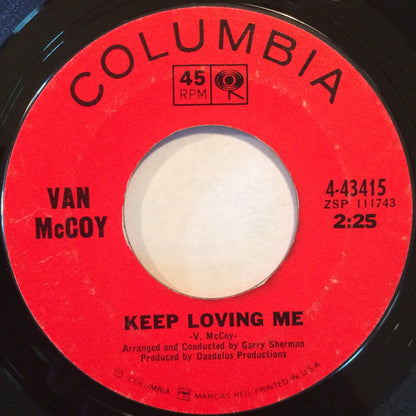 COLUMBIA
45
RPM
VAN
McCOY
4-43415
ZSP 111743
2:25
KEEP LOVING ME
-V. McCoy-
Arranged and Conducted by Garry Sherman
Produced by Daedelus Productions
© COLUMBIA MARCAS REG. PRINTED IN U.S.A.